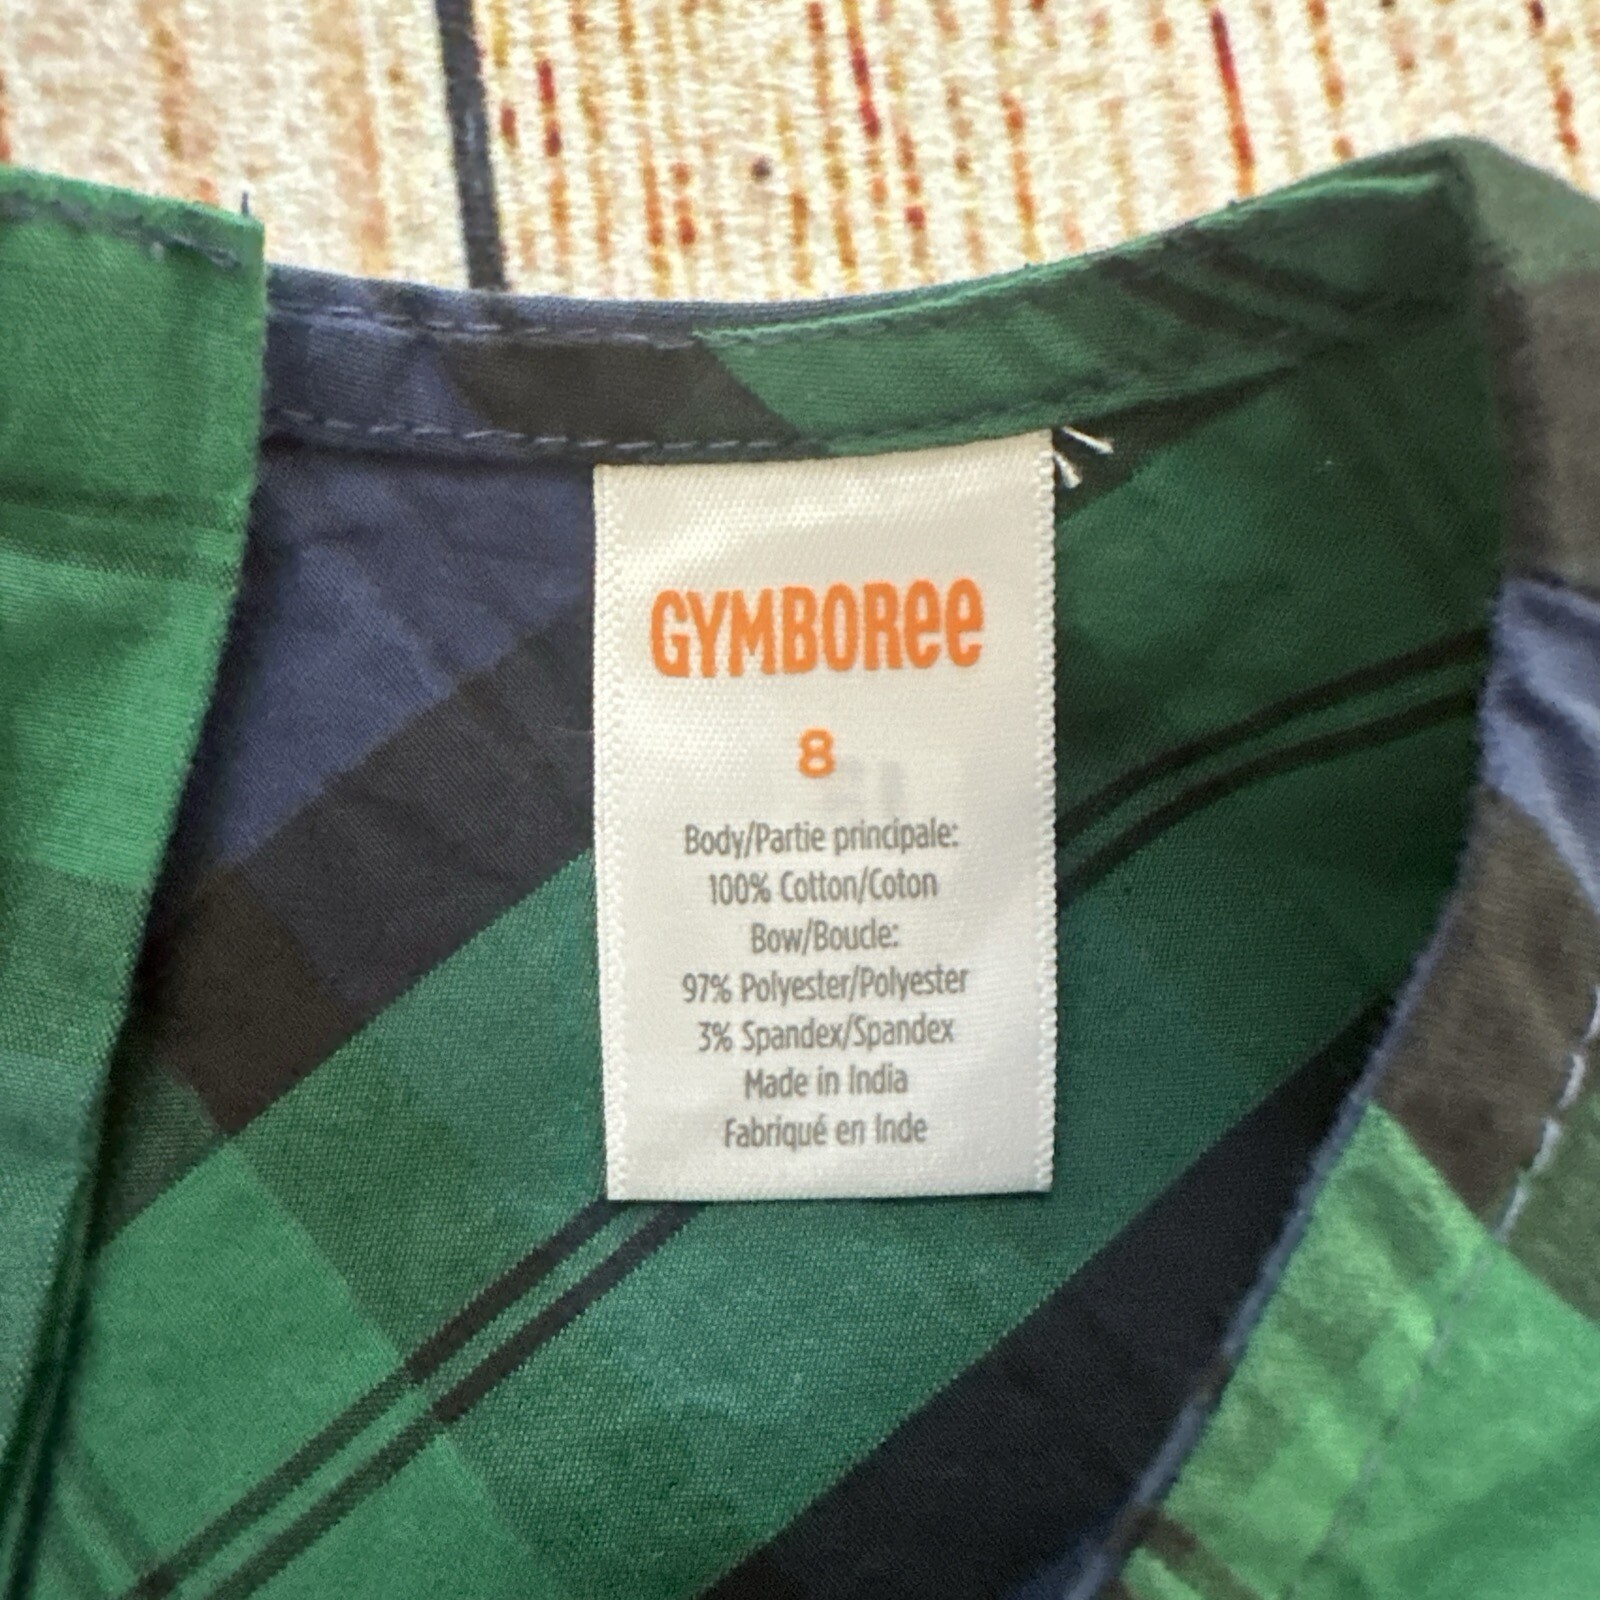 GYMBOREE
8
Body/Partie principale:
100% Cotton/Coton
Bow/Boucle:
97% Polyester/Polyester
3% Spandex/Spandex
Made in India
Fabriqué en Inde